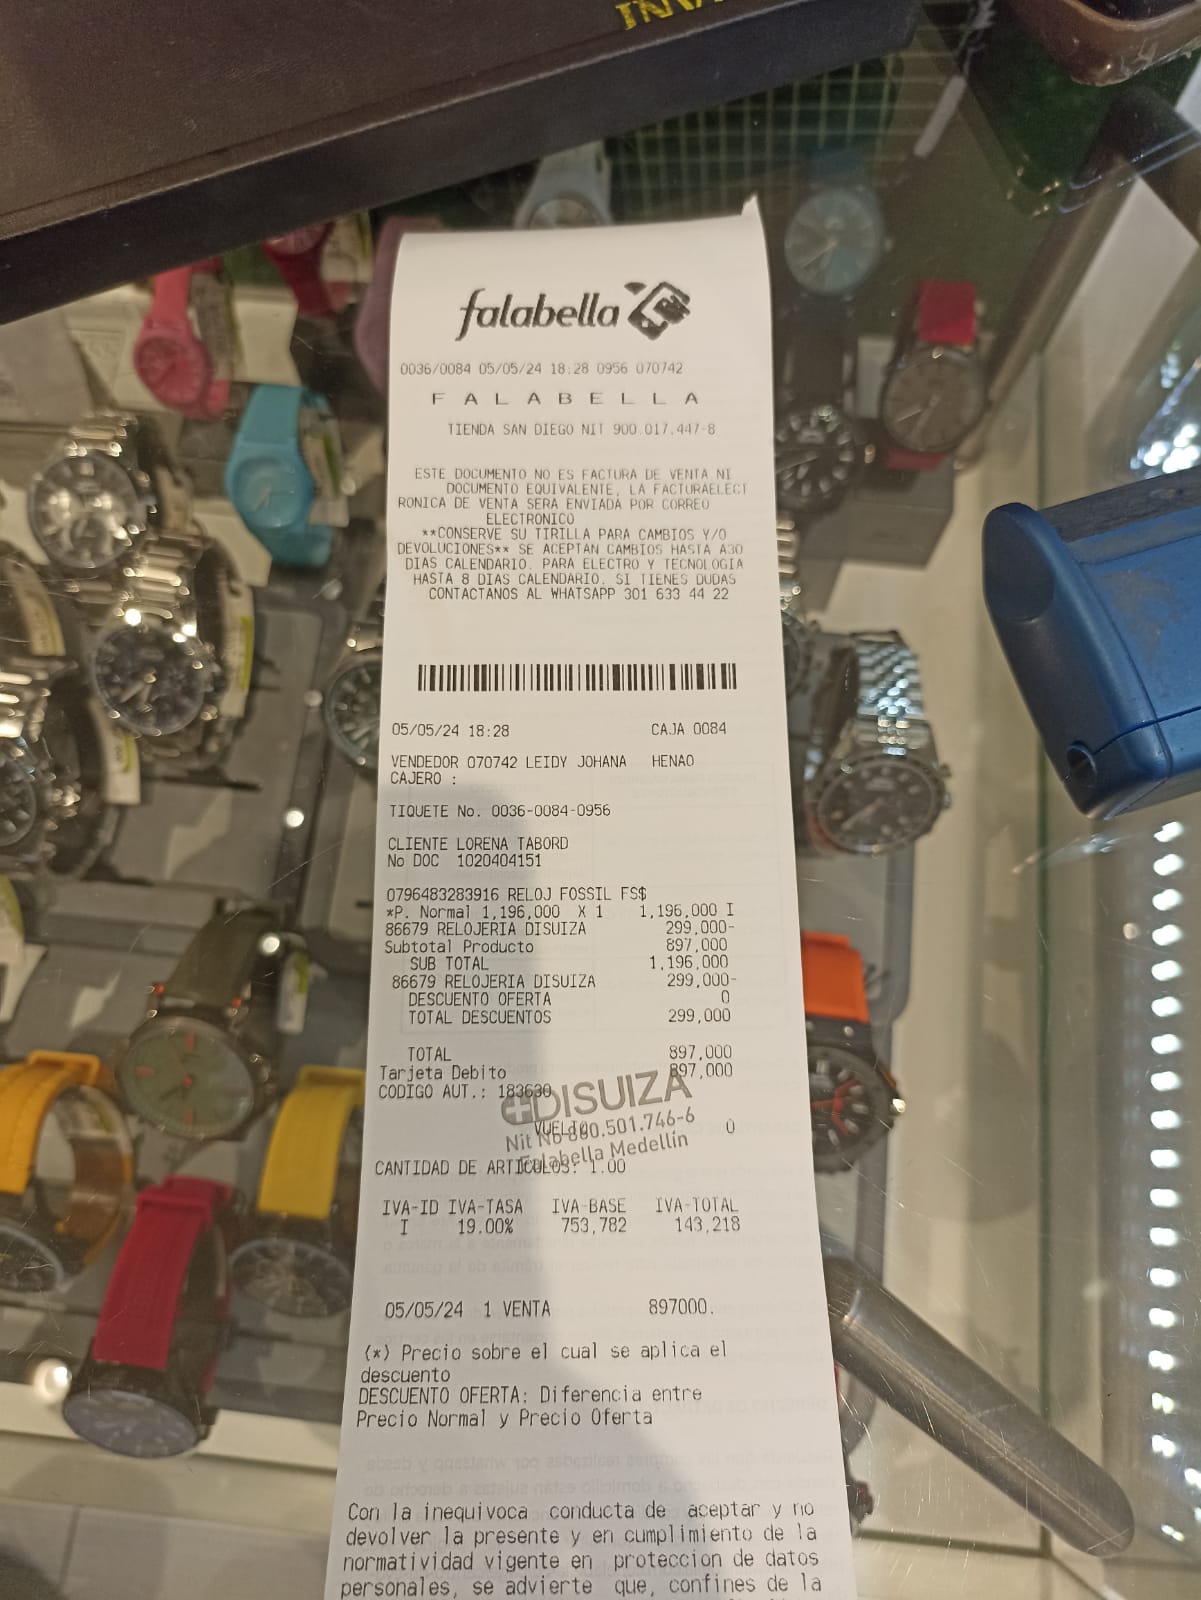 INVI
falabella
0036/0084 05/05/24 18:28 0956 070742
F A L A B E L L A
TIENDA SAN DIEGO NIT 900.017.447-8
ESTE DOCUMENTO NO ES FACTURA DE VENTA NI
DOCUMENTO EQUIVALENTE, LA FACTURAELECT
RONICA DE VENTA SERA ENVIADA POR CORREO
ELECTRONICO
**CONSERVE SU TIRILLA PARA CAMBIOS Y/O
DEVOLUCIONES** SE ACEPTAN CAMBIOS HASTA A30
DIAS CALENDARIO. PARA ELECTRO Y TECNOLOGIA
HASTA 8 DIAS CALENDARIO. SI TIENES DUDAS
CONTACTANOS AL WHATSAPP 301 633 44 22
05/05/24 18:28 CAJA 0084
VENDEDOR 070742 LEIDY JOHANA HENAO
CAJERO :
TIQUETE No. 0036-0084-0956
CLIENTE LORENA TABORD
No DOC 1020404151
0796483283916 RELOJ FOSSIL FS$
*P. Normal 1,196,000 X 1 1,196,000 I
86679 RELOJERIA DISUIZA 299,000-
Subtotal Producto 897,000
SUB TOTAL 1,196,000
86679 RELOJERIA DISUIZA 299,000-
DESCUENTO OFERTA 0
TOTAL DESCUENTOS 299,000
TOTAL 897,000
Tarjeta Debito 897,000
CODIGO AUT.: 183630
DISUIZA
VUELTO 0
Nit No 800.501.746-6
Falabella Medellín
CANTIDAD DE ARTICULOS: 1.00
IVA-ID IVA-TASA IVA-BASE IVA-TOTAL
I 19.00% 753,782 143,218
05/05/24 1 VENTA 897000.
(*) Precio sobre el cual se aplica el
descuento
DESCUENTO OFERTA: Diferencia entre
Precio Normal y Precio Oferta
Con la inequivoca conducta de aceptar y no
devolver la presente y en cumplimiento de la
normatividad vigente en proteccion de datos
personales, se advierte que, confines de la